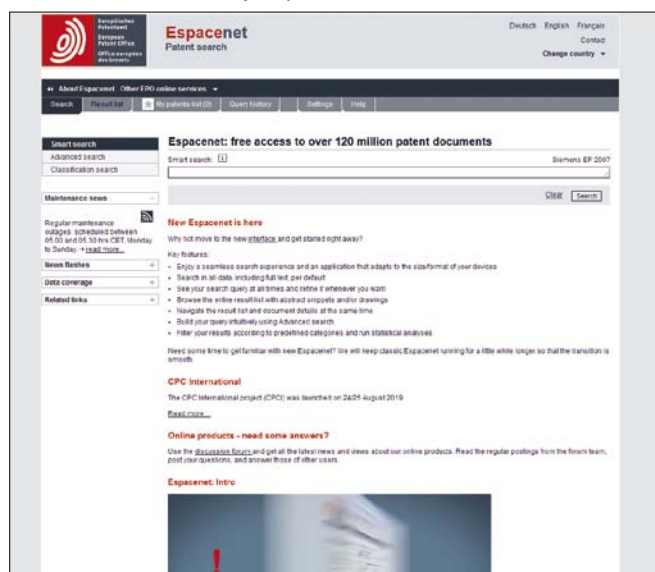 Europäisches
Patentamt
European
Patent Office
Office européen
des brevets
Espacenet
Patent search
Deutsch English Français
Contact
Change country
About Espacenet Other EPO online services
Search Result list My patents list (0) Query history Settings Help
Smart search
Advanced search
Classification search
Maintenance news
Regular maintenance
outages: scheduled between
05.00 and 05.30 hrs CET, Monday
to Sunday. read more...
News flashes
Data coverage
Related links
Espacenet: free access to over 120 million patent documents
Smart search: i
Siemens EP 2007
Clear Search
New Espacenet is here
Why not move to the new interface and get started right away?
Key features:
• Enjoy a seamless search experience and an application that adapts to the size/format of your devices
• Search in all data, including full text, per default
• See your search query at all times and refine it whenever you want
• Browse the entire result list with abstract snippets and/or drawings
• Navigate the result list and document details at the same time
• Build your query intuitively using Advanced search
• Filter your results according to predefined categories and run statistical analyses
Need some time to get familiar with new Espacenet? We will keep classic Espacenet running for a little while longer so that the transition is
smooth.
CPC International
The CPC International project (CPCI) was launched on 24/25 August 2019.
Read more...
Online products - need some answers?
Use the discussion forum and get all the latest news and views about our online products. Read the regular postings from the forum team,
post your questions, and answer those of other users.
Espacenet: Intro